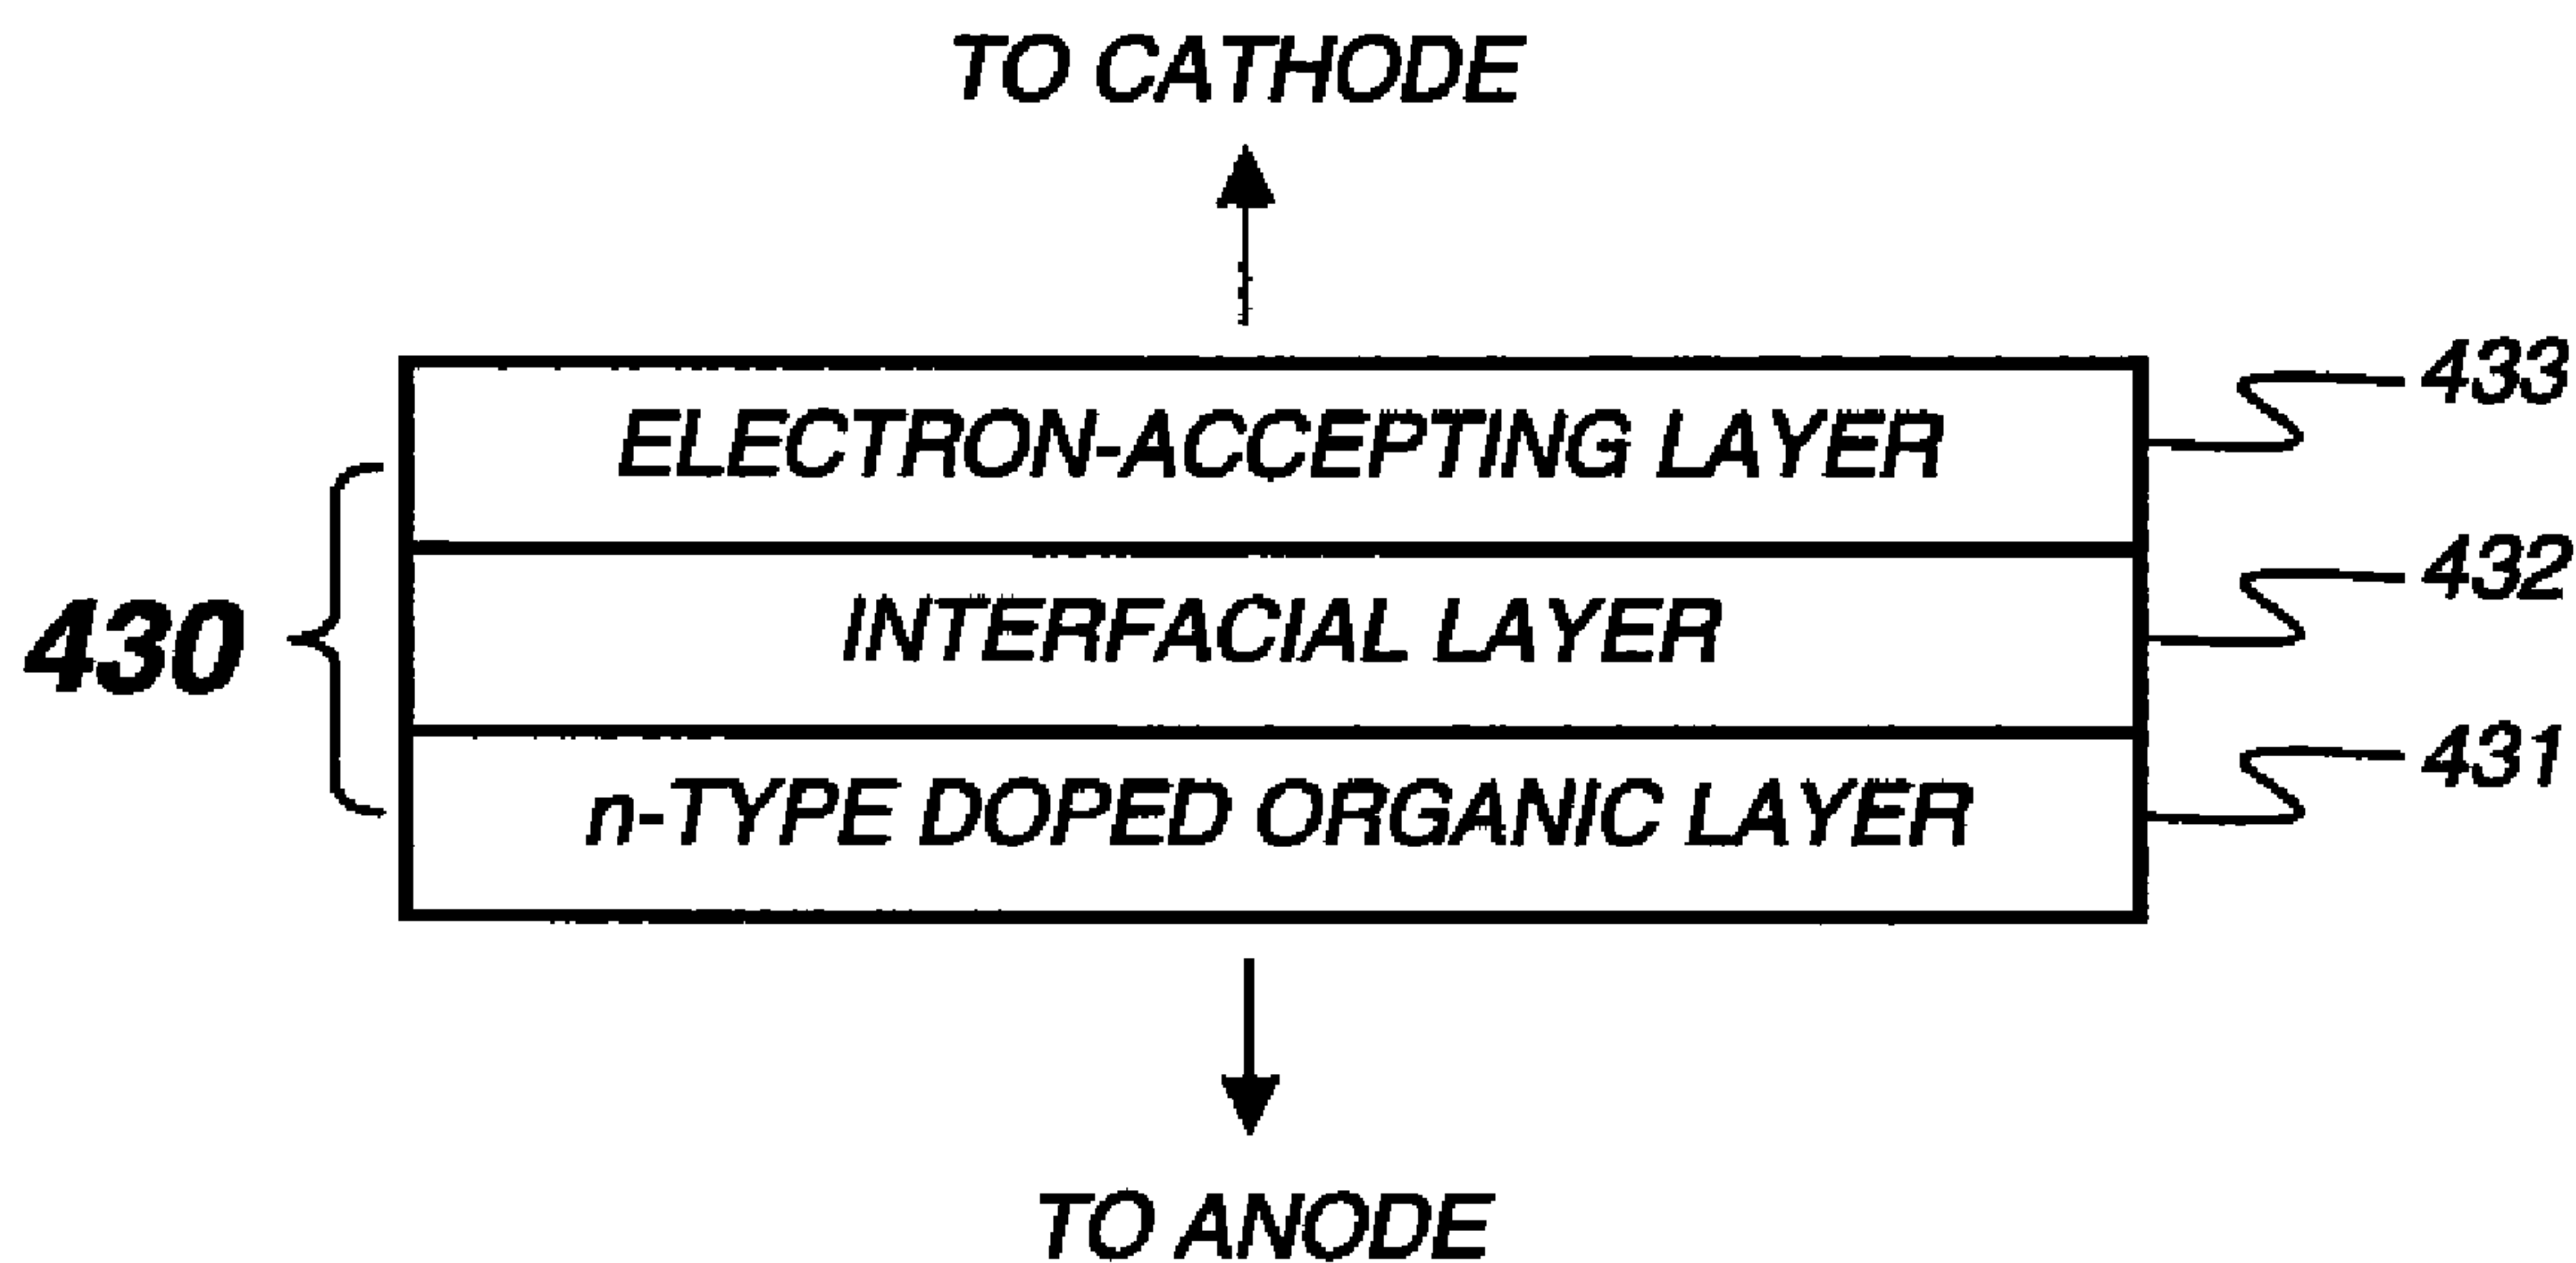 TO CATHODE
ELECTRON-ACCEPTING LAYER
433
INTERFACIAL LAYER
432
430
n-TYPE DOPED ORGANIC LAYER
431
TO ANODE